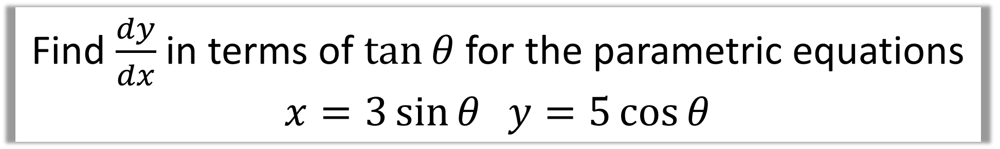 Find dy/dx in terms of tan θ for the parametric equations
x = 3 sin θ y = 5 cos θ